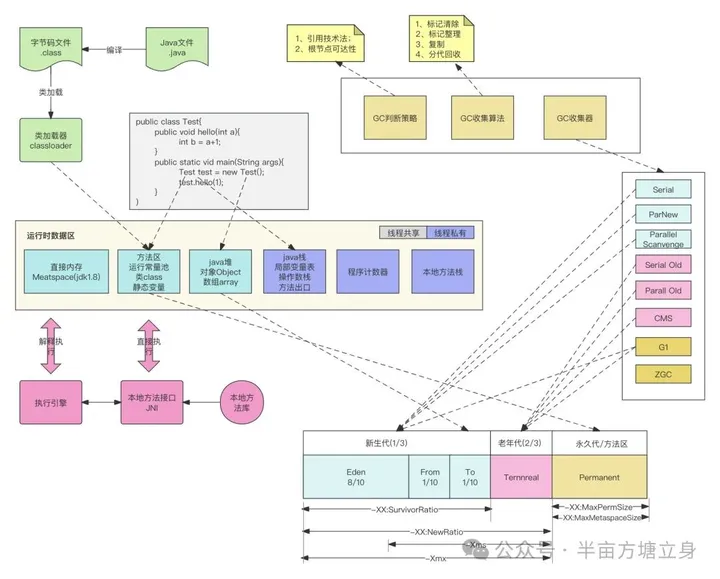 字节码文件
.class
编译
Java文件
.java
类加载
类加载器
classloader
1、引用技术法;
2、根节点可达性
1、标记清除
2、标记整理
3、复制
4、分代回收
GC判断策略
GC收集算法
GC收集器
public class Test{
public void hello(int a){
int b = a+1;
}
public static vid main(String args){
Test test = new Test();
test.hello(1);
}
}
Serial
ParNew
Parallel
Scanvenge
Serial Old
Parall Old
CMS
G1
ZGC
运行时数据区
线程共享
线程私有
直接内存
Meatspace(jdk1.8)
方法区
运行常量池
类class
静态变量
java堆
对象Object
数组array
java栈
局部变量表
操作数栈
方法出口
程序计数器
本地方法栈
解释执
行
直接执
行
执行引擎
本地方法接口
JNI
本地方
法库
新生代(1/3)
老年代(2/3)
永久代/方法区
Eden
8/10
From
1/10
To
1/10
Ternnreal
Permanent
-XX:SurvivorRatio
-XX:MaxPermSize
-XX:MaxMetaspaceSize
-XX:NewRatio
-Xms
-Xmx
公众号·半亩方塘立身